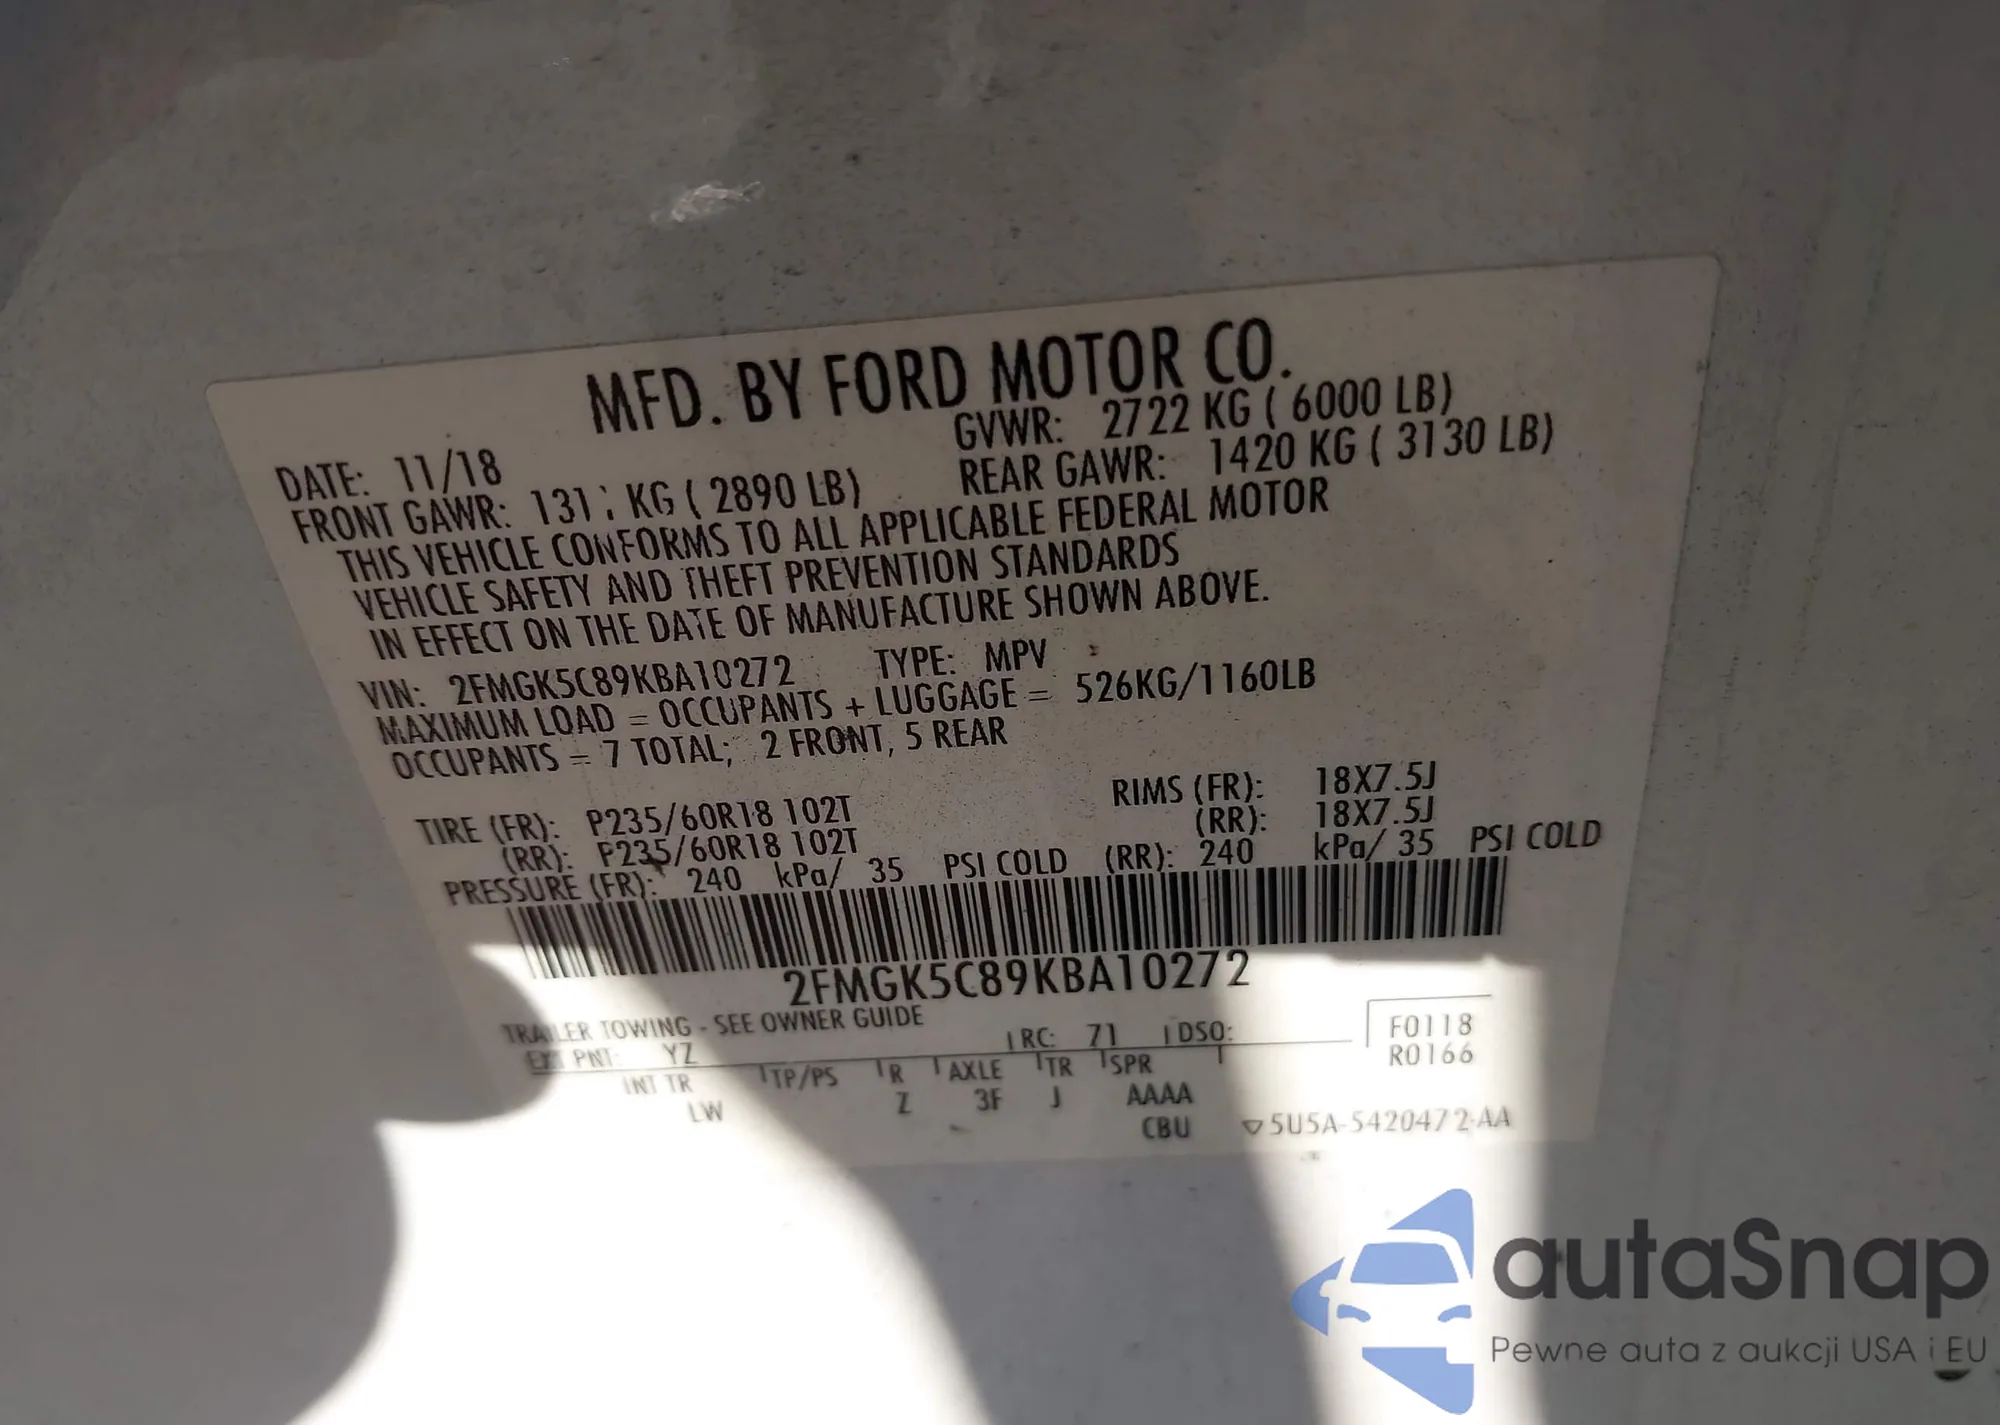 MFD. BY FORD MOTOR CO.
DATE: 11/18 GVWR: 2722 KG ( 6000 LB)
FRONT GAWR: KG ( 2890 LB) REAR GAWR: 1420 KG ( 3130 LB)
THIS VEHICLE CONFORMS TO ALL APPLICABLE FEDERAL MOTOR
VEHICLE SAFETY AND THEFT PREVENTION STANDARDS
IN EFFECT ON THE DATE OF MANUFACTURE SHOWN ABOVE.
VIN: 2FMGK5C89KBA10272 TYPE: MPV
MAXIMUM LOAD = OCCUPANTS + LUGGAGE = 526KG/1160LB
OCCUPANTS = 7 TOTAL; 2 FRONT, 5 REAR
TIRE (FR): P235/60R18 102T RIMS (FR): 18X7.5J
(RR): P235/60R18 102T (RR): 18X7.5J
PRESSURE (FR): 240 kPa/ 35 PSI COLD (RR): 240 kPa/ 35 PSI COLD
2FMGK5C89KBA10272
TRAILER TOWING - SEE OWNER GUIDE
EXT PNT: YZ RC: 71 DSO: F0118
R0166
INT TR TP/PS R AXLE TR SPR
LW Z 3F J AAAA
CBU ▽5U5A-5420472-AA
autaSnap
Pewne auta z aukcji USA i EU